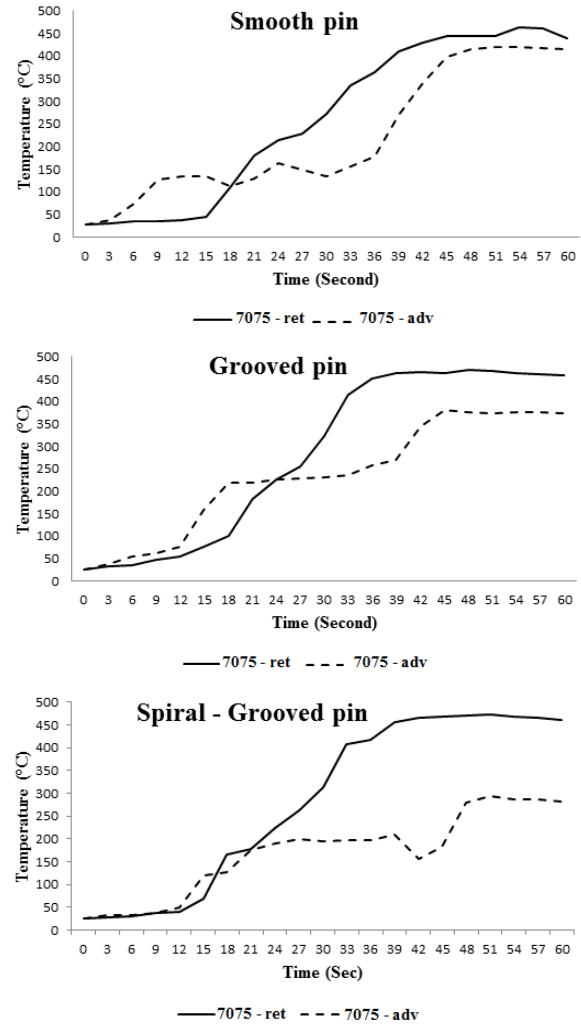 Smooth pin
Temperature (°C)
500
450
400
350
300
250
200
150
100
50
0
0 3 6 9 12 15 18 21 24 27 30 33 36 39 42 45 48 51 54 57 60
Time (Second)
7075 - ret 7075 - adv
Grooved pin
Temperature (°C)
500
450
400
350
300
250
200
150
100
50
0
0 3 6 9 12 15 18 21 24 27 30 33 36 39 42 45 48 51 54 57 60
Time (Second)
7075 - ret 7075 - adv
Spiral - Grooved pin
Temperature (°C)
500
450
400
350
300
250
200
150
100
50
0
0 3 6 9 12 15 18 21 24 27 30 33 36 39 42 45 48 51 54 57 60
Time (Sec)
7075 - ret 7075 - adv